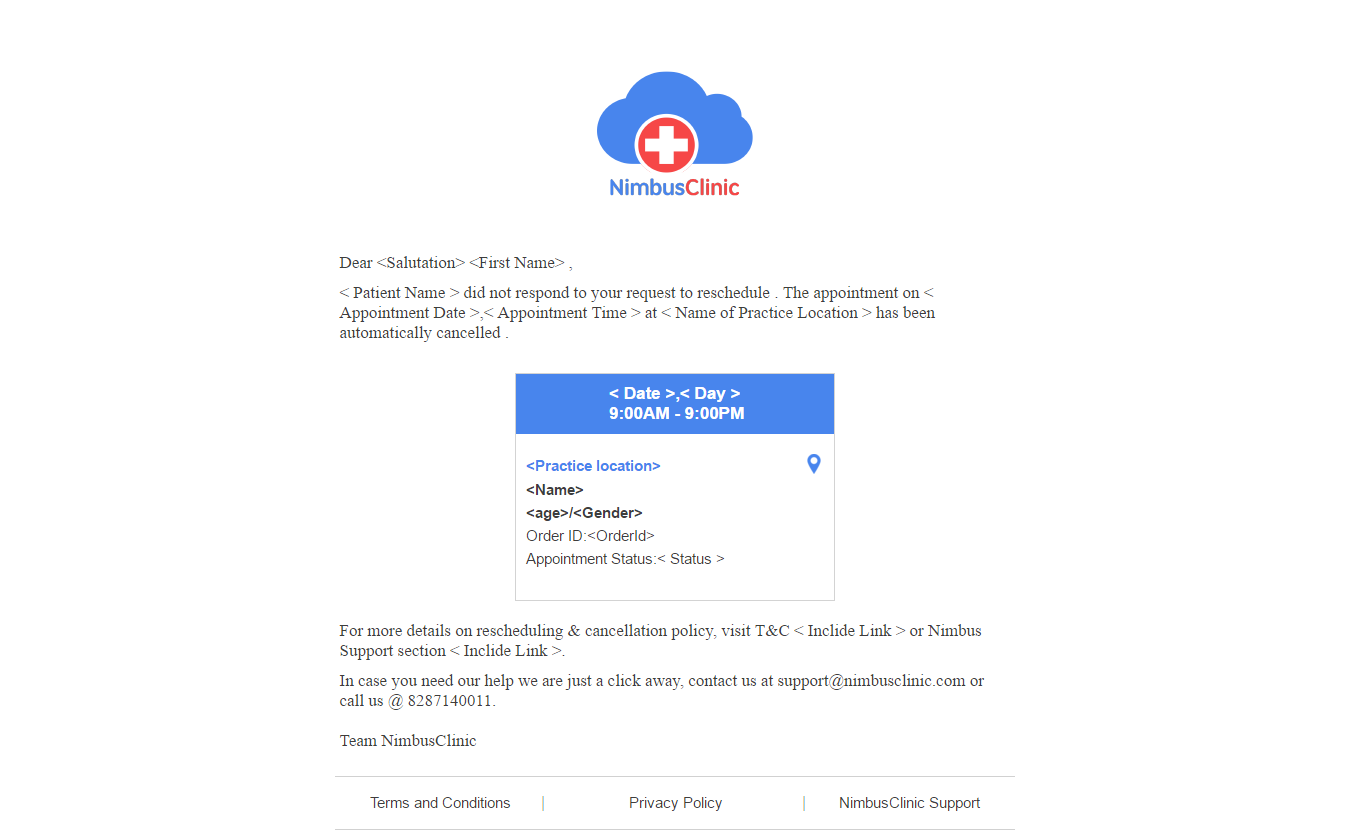 NimbusClinic
Dear <Salutation> <First Name> ,
< Patient Name > did not respond to your request to reschedule . The appointment on <
Appointment Date >,< Appointment Time > at < Name of Practice Location > has been
automatically cancelled .
< Date >,< Day >
9:00AM - 9:00PM
<Practice location>
<Name>
<age>/<Gender>
Order ID:<OrderId>
Appointment Status:< Status >
For more details on rescheduling & cancellation policy, visit T&C < Inclide Link > or Nimbus
Support section < Inclide Link >.
In case you need our help we are just a click away, contact us at support@nimbusclinic.com or
call us @ 8287140011.
Team NimbusClinic
Terms and Conditions | Privacy Policy | NimbusClinic Support